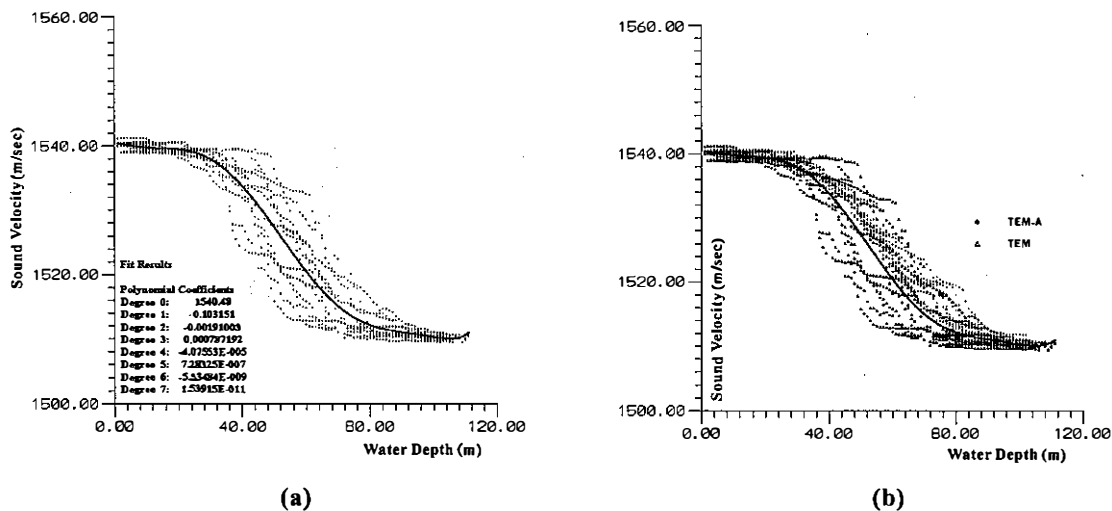 1560.00
1540.00
1520.00
1500.00
Sound Velocity (m/sec)
Fit Results
Polynomial Coefficients
Degree 0: 1540.48
Degree 1: -0.103151
Degree 2: -0.00191003
Degree 3: 0.000787192
Degree 4: -4.07553E-005
Degree 5: 7.28325E-007
Degree 6: -5.53484E-009
Degree 7: 1.53915E-011
0.00 40.00 80.00 120.00
Water Depth (m)
(a)
1560.00
1540.00
1520.00
1500.00
Sound Velocity (m/sec)
TEM-A
TEM
0.00 40.00 80.00 120.00
Water Depth (m)
(b)